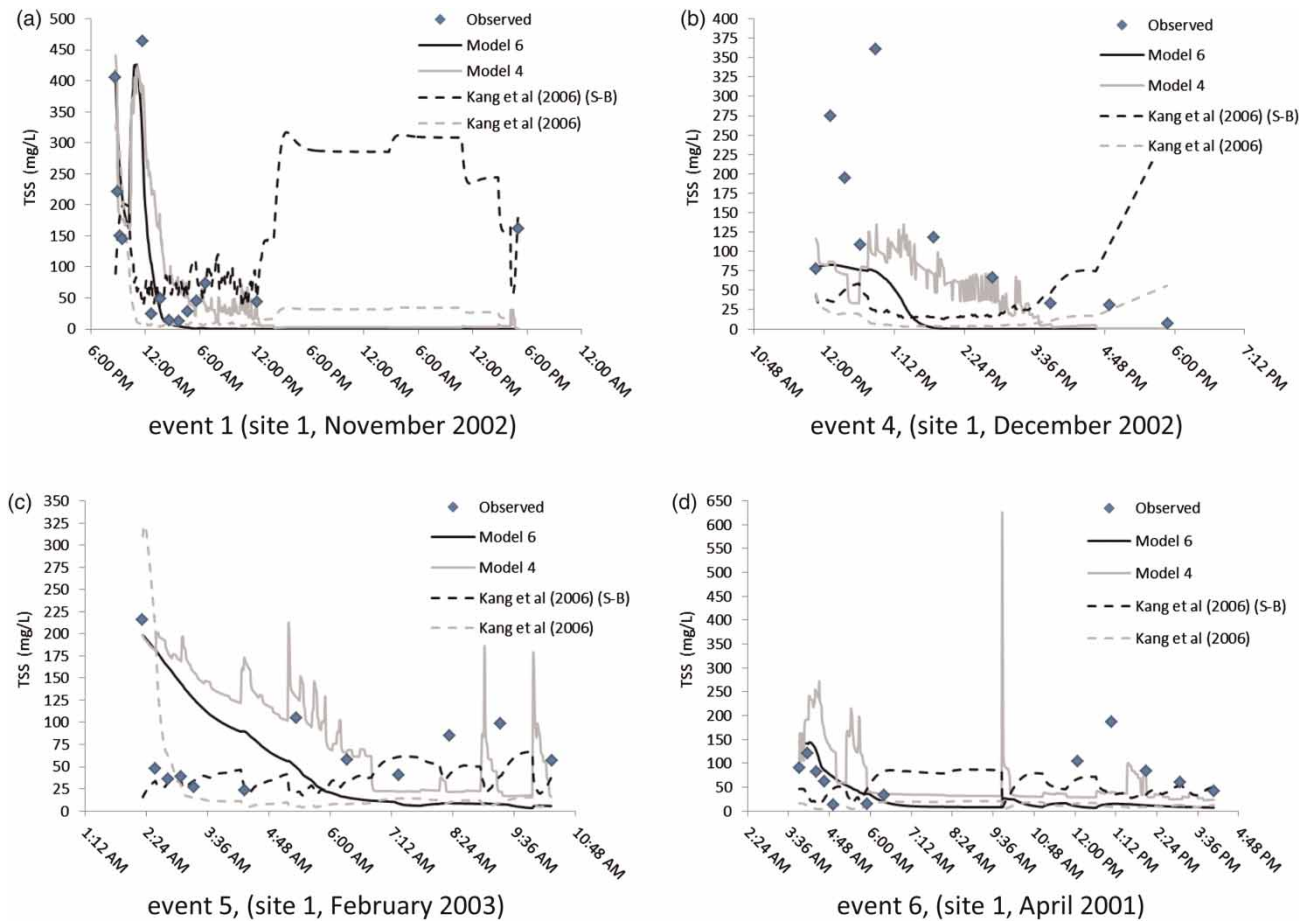 (a)
500
450
400
350
300
250
200
150
100
50
0
TSS (mg/L)
Observed
Model 6
Model 4
Kang et al (2006) (S-B)
Kang et al (2006)
6:00 PM
12:00 AM
6:00 AM
12:00 PM
6:00 PM
12:00 AM
6:00 AM
12:00 PM
6:00 PM
12:00 AM
event 1 (site 1, November 2002)
(b)
400
375
350
325
300
275
250
225
200
175
150
125
100
75
50
25
0
TSS (mg/L)
Observed
Model 6
Model 4
Kang et al (2006) (S-B)
Kang et al (2006)
10:48 AM
12:00 PM
1:12 PM
2:24 PM
3:36 PM
4:48 PM
6:00 PM
7:12 PM
event 4, (site 1, December 2002)
(c)
350
325
300
275
250
225
200
175
150
125
100
75
50
25
0
TSS (mg/L)
Observed
Model 6
Model 4
Kang et al (2006) (S-B)
Kang et al (2006)
1:12 AM
2:24 AM
3:36 AM
4:48 AM
6:00 AM
7:12 AM
8:24 AM
9:36 AM
10:48 AM
event 5, (site 1, February 2003)
(d)
650
600
550
500
450
400
350
300
250
200
150
100
50
0
TSS (mg/L)
Observed
Model 6
Model 4
Kang et al (2006) (S-B)
Kang et al (2006)
2:24 AM
3:36 AM
4:48 AM
6:00 AM
7:12 AM
8:24 AM
9:36 AM
10:48 AM
12:00 PM
1:12 PM
2:24 PM
3:36 PM
4:48 PM
event 6, (site 1, April 2001)